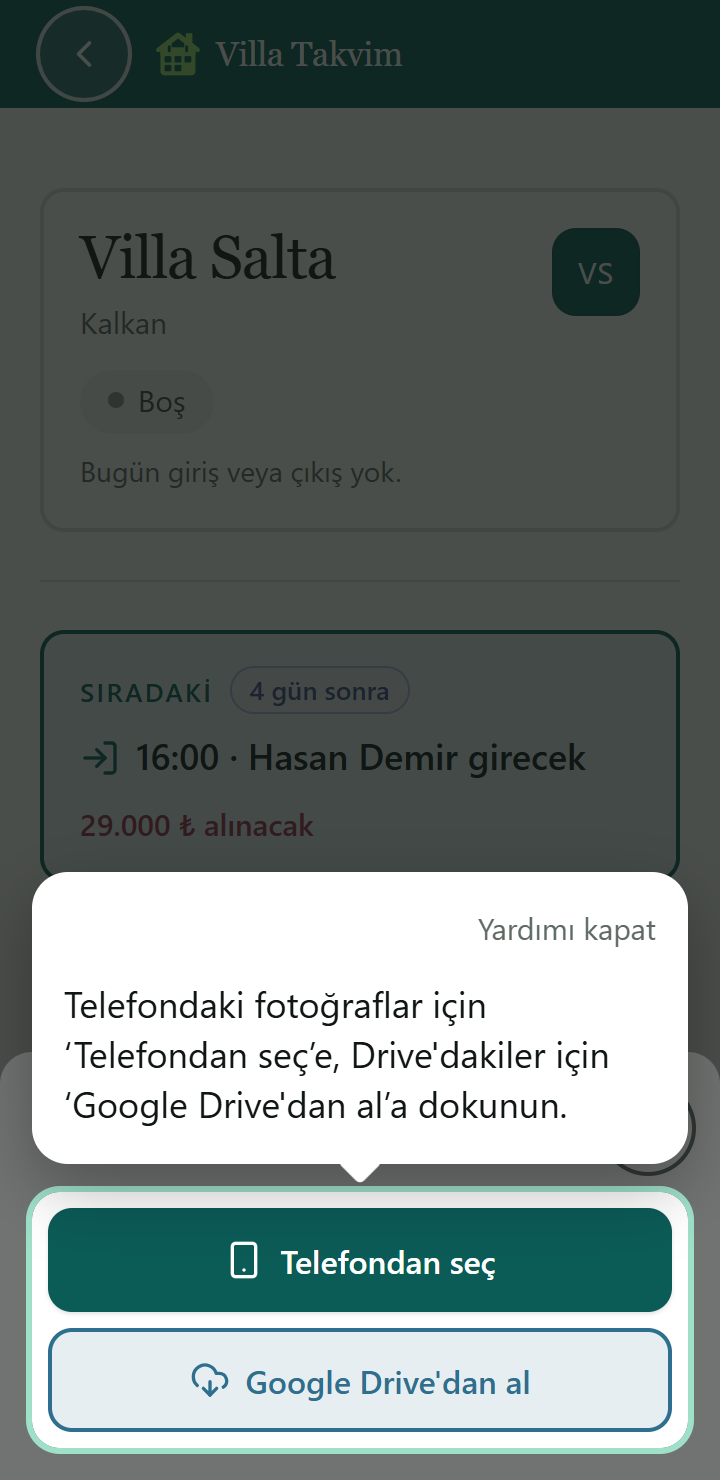 Villa Takvim
Villa Salta
VS
Kalkan
Boş
Bugün giriş veya çıkış yok.
SIRADAKİ
4 gün sonra
16:00 · Hasan Demir girecek
29.000 ₺ alınacak
Yardımı kapat
Telefondaki fotoğraflar için
‘Telefondan seç’e, Drive'dakiler için
‘Google Drive'dan al’a dokunun.
Telefondan seç
Google Drive'dan al